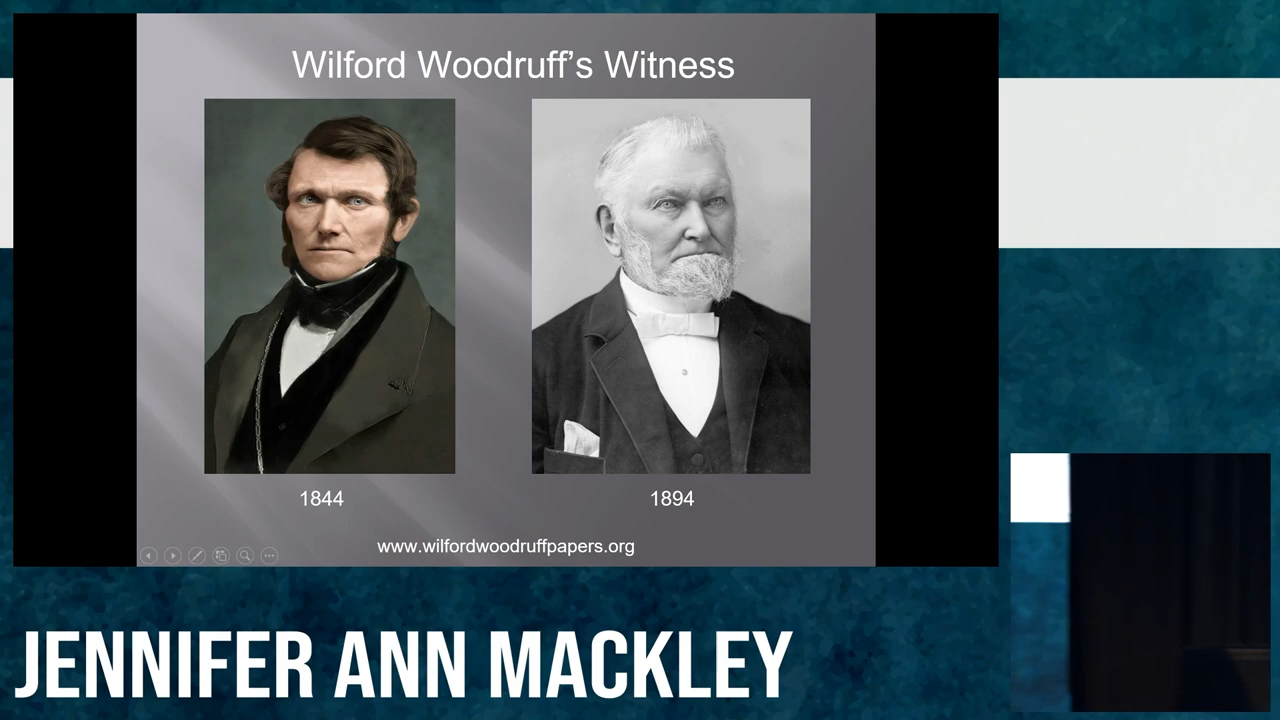 Wilford Woodruff’s Witness
1844
1894
www.wilfordwoodruffpapers.org
JENNIFER ANN MACKLEY